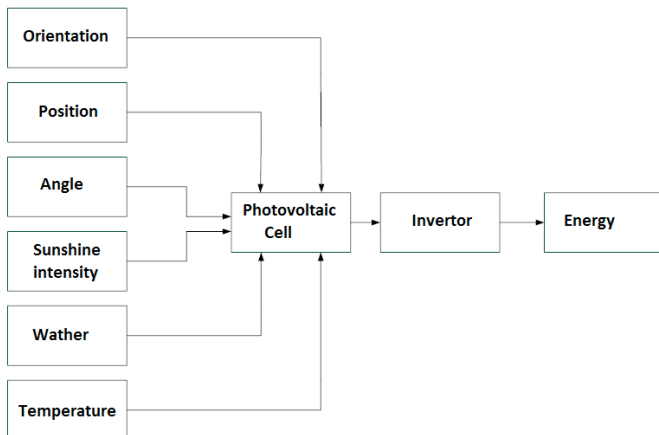 Orientation
Position
Angle
Sunshine
intensity
Wather
Temperature
Photovoltaic
Cell
Invertor
Energy